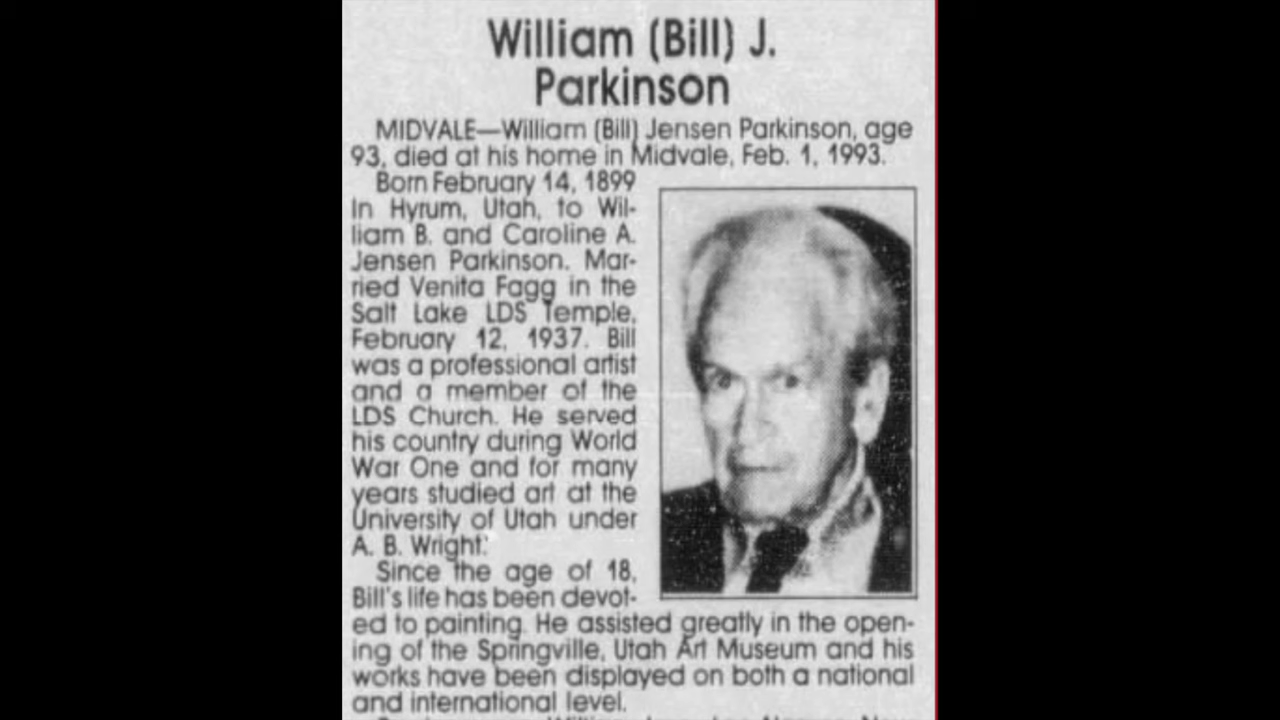 William (Bill) J.
Parkinson
MIDVALE—William (Bill) Jensen Parkinson, age
93, died at his home in Midvale, Feb. 1, 1993.
Born February 14, 1899
in Hyrum, Utah, to Wil-
liam B. and Caroline A.
Jensen Parkinson. Mar-
ried Venita Fagg in the
Salt Lake LDS Temple,
February 12, 1937. Bill
was a professional artist
and a member of the
LDS Church. He served
his country during World
War One and for many
years studied art at the
University of Utah under
A. B. Wright.
Since the age of 18,
Bill's life has been devot-
ed to painting. He assisted greatly in the open-
ing of the Springville, Utah Art Museum and his
works have been displayed on both a national
and international level.